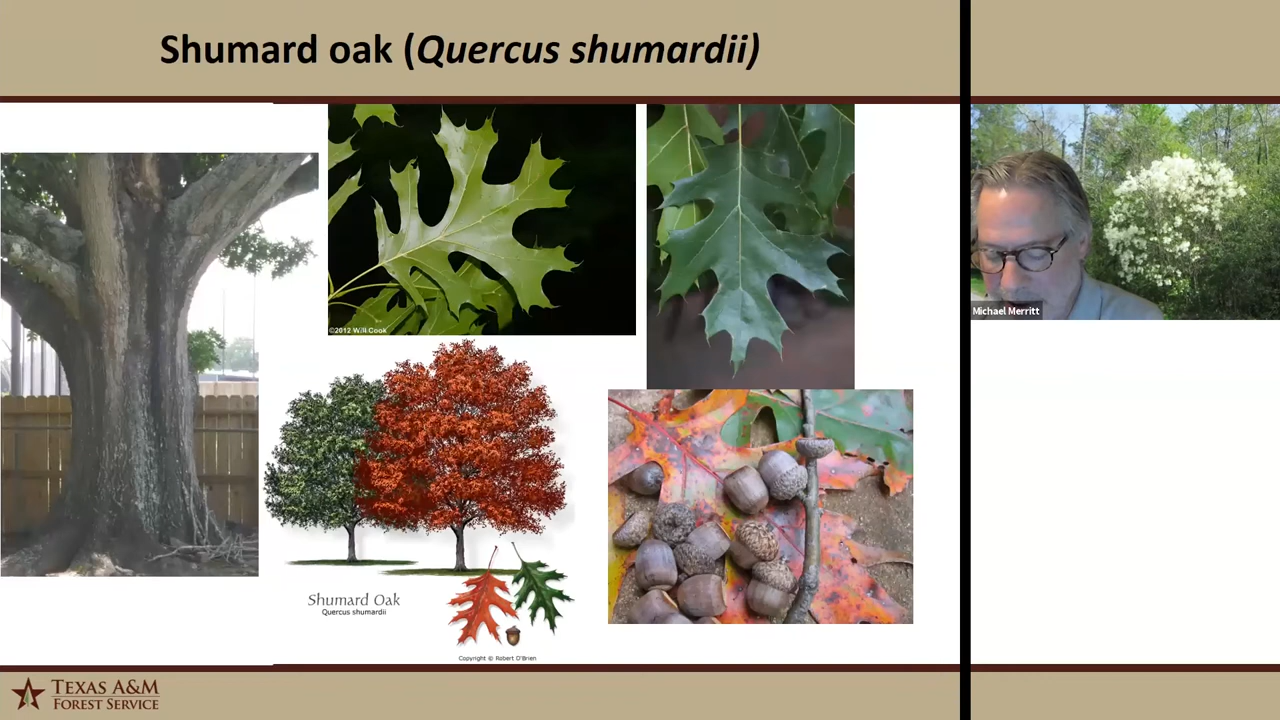 Shumard oak (Quercus shumardii)
©2012 Will Cook
Michael Merritt
Shumard Oak
Quercus shumardii
Copyright © Robert O'Brien
TEXAS A&M
FOREST SERVICE